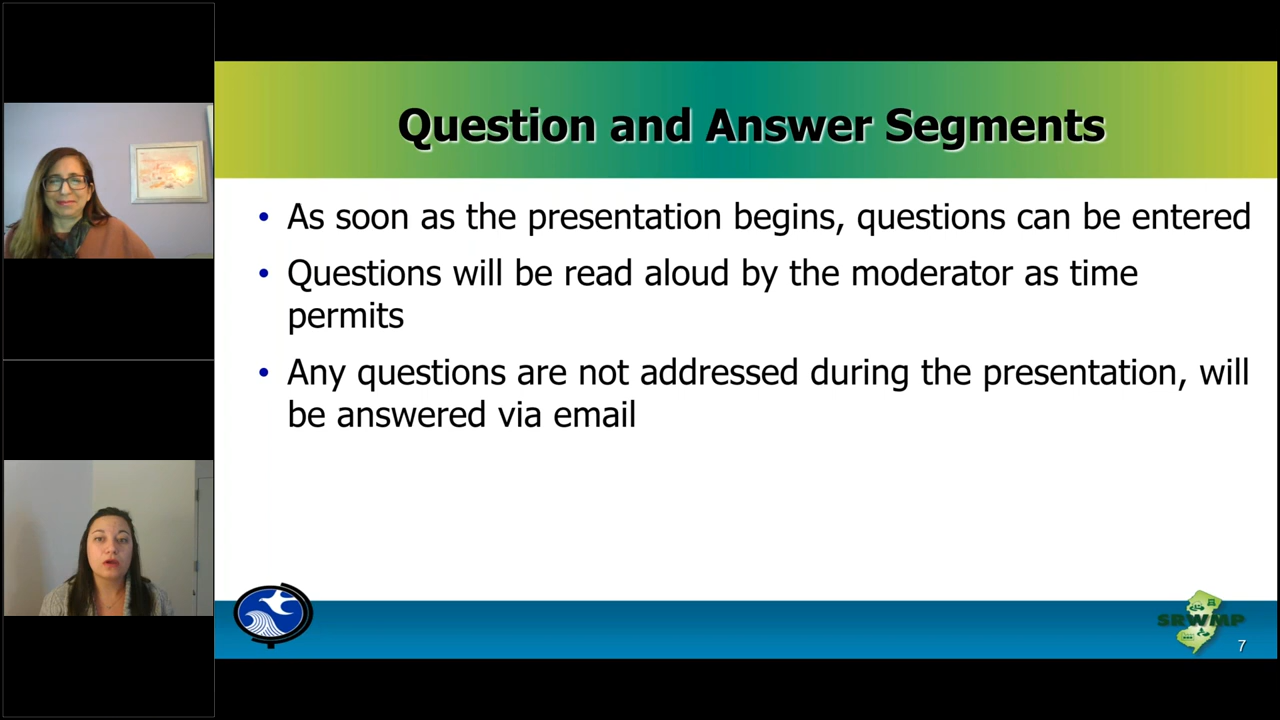 Question and Answer Segments
• As soon as the presentation begins, questions can be entered
• Questions will be read aloud by the moderator as time
permits
• Any questions are not addressed during the presentation, will
be answered via email
SRWMP
7